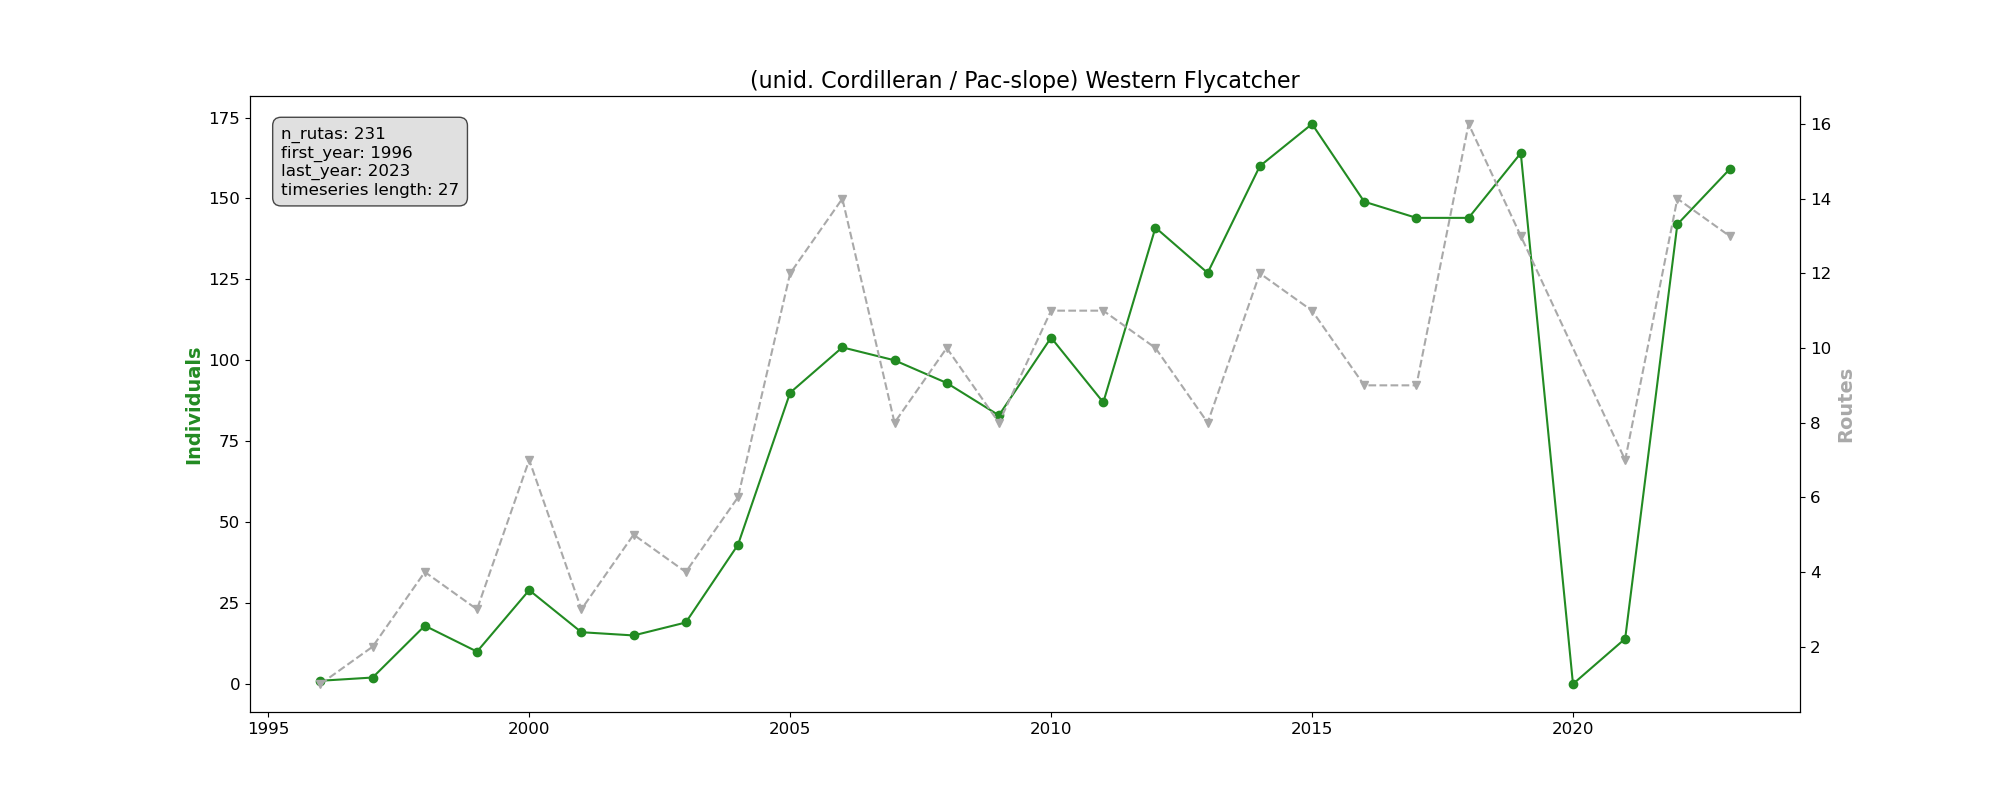 (unid. Cordilleran / Pac-slope) Western Flycatcher
n_rutas: 231
first_year: 1996
last_year: 2023
timeseries length: 27
Individuals
175
150
125
100
75
50
25
0
16
14
12
10
8
6
4
2
Routes
1995 2000 2005 2010 2015 2020